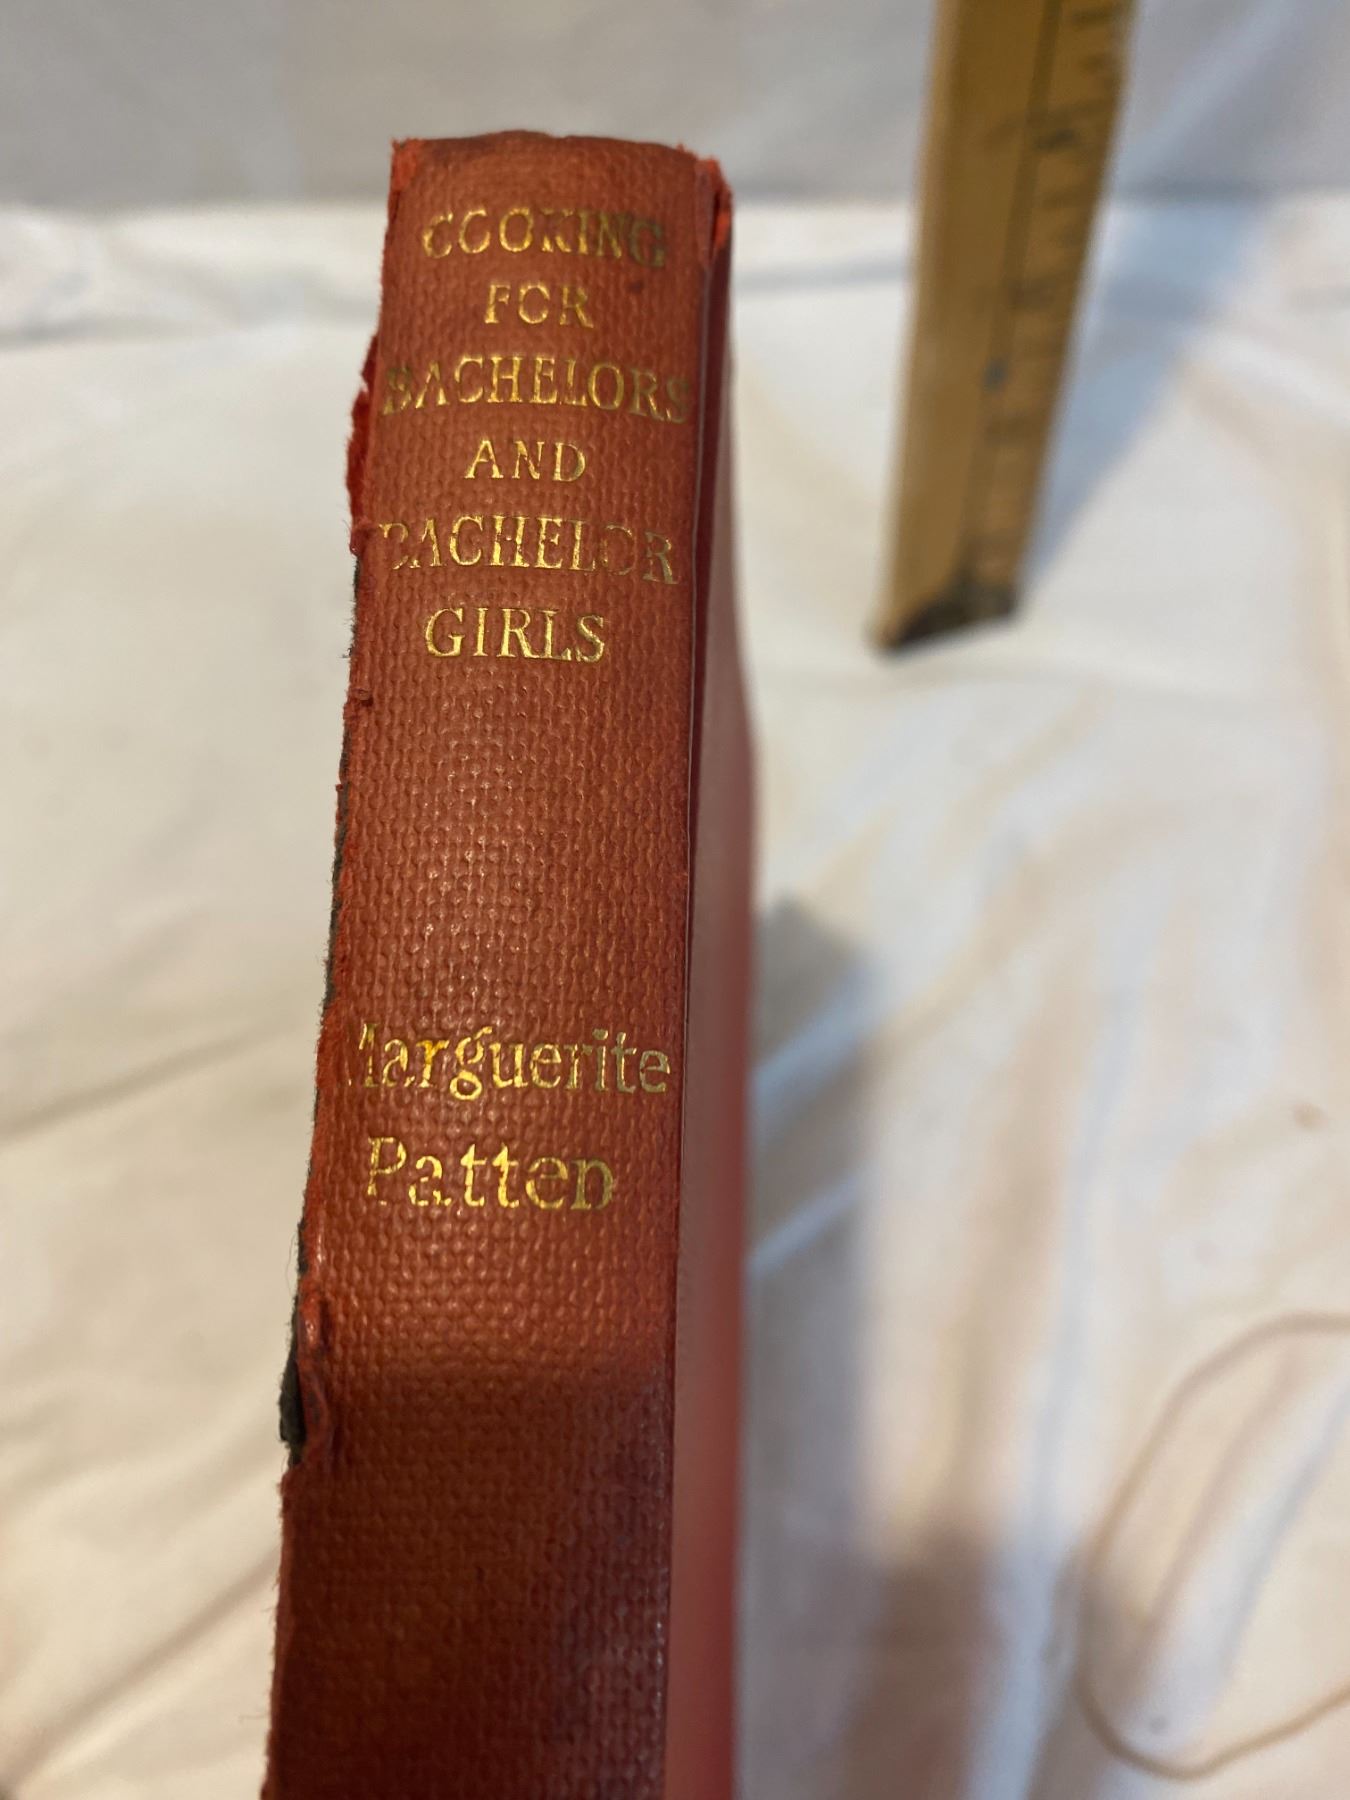 COOKING
FOR
BACHELORS
AND
BACHELOR
GIRLS
Marguerite
Patten